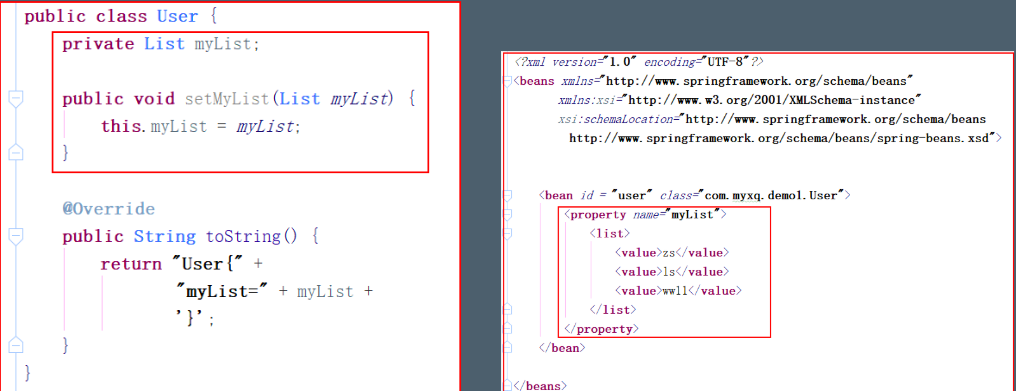 public class User {
private List myList;
public void setMyList(List myList) {
this.myList = myList;
}
@Override
public String toString() {
return "User{" +
"myList=" + myList +
'}';
}
}
<?xml version="1.0" encoding="UTF-8"?>
<beans xmlns="http://www.springframework.org/schema/beans"
xmlns:xsi="http://www.w3.org/2001/XMLSchema-instance"
xsi:schemaLocation="http://www.springframework.org/schema/beans
http://www.springframework.org/schema/beans/spring-beans.xsd">
<bean id = "user" class="com.myxq.demo1.User">
<property name="myList">
<list>
<value>zs</value>
<value>ls</value>
<value>wwll</value>
</list>
</property>
</bean>
</beans>